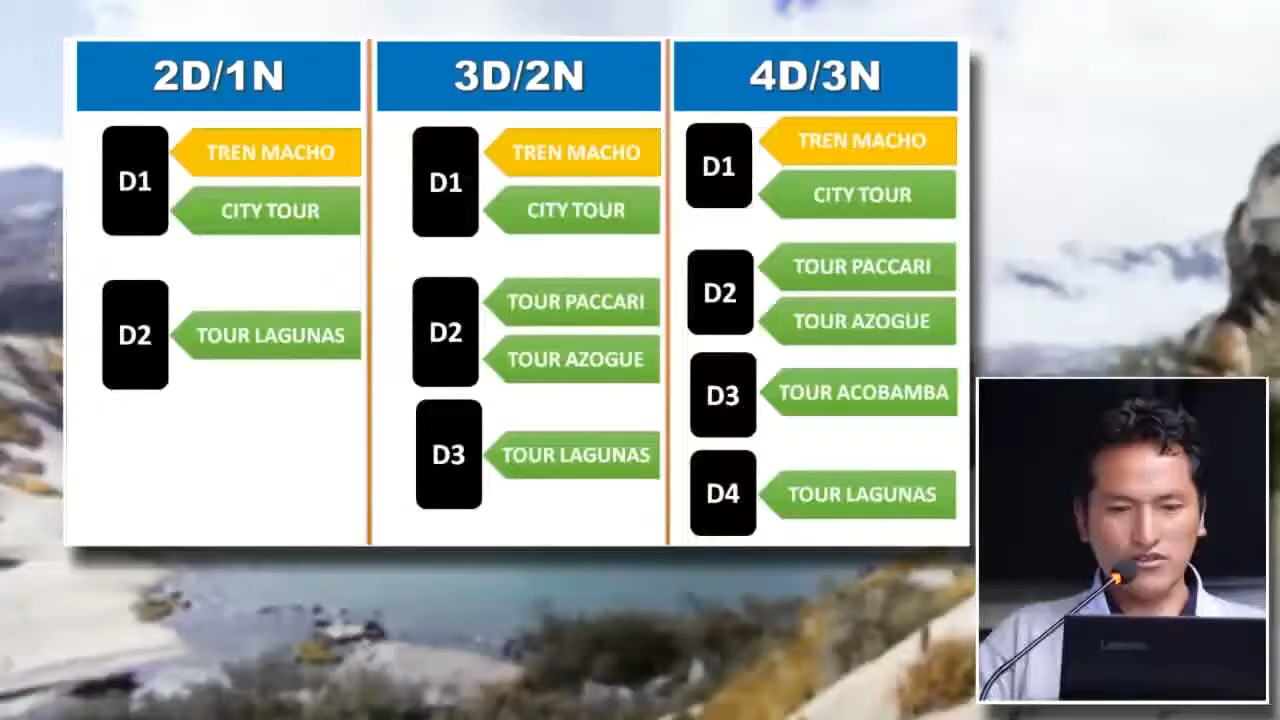 2D/1N
D1
TREN MACHO
CITY TOUR
D2
TOUR LAGUNAS
3D/2N
D1
TREN MACHO
CITY TOUR
D2
TOUR PACCARI
TOUR AZOGUE
D3
TOUR LAGUNAS
4D/3N
D1
TREN MACHO
CITY TOUR
D2
TOUR PACCARI
TOUR AZOGUE
D3
TOUR ACOBAMBA
D4
TOUR LAGUNAS
Lenovo